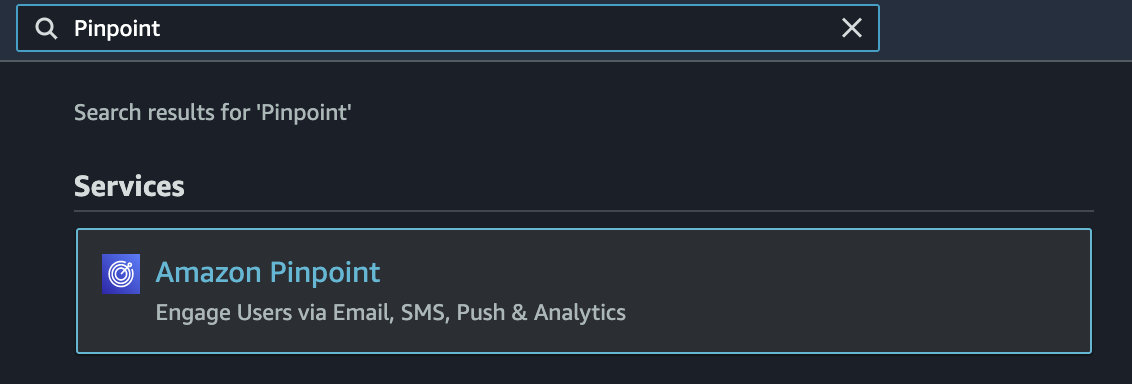 Pinpoint
Search results for 'Pinpoint'
Services
Amazon Pinpoint
Engage Users via Email, SMS, Push & Analytics